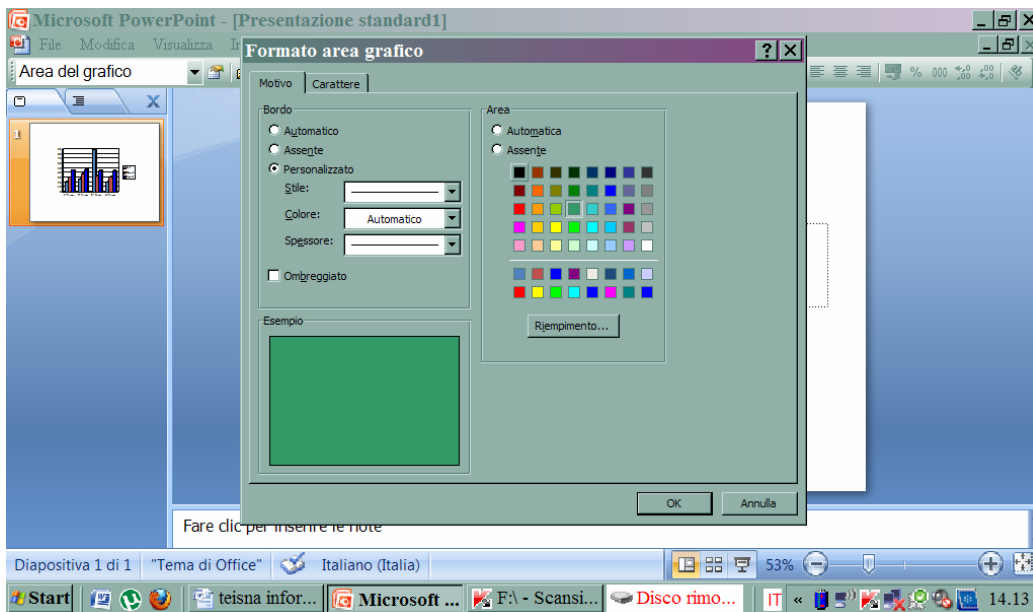 Microsoft PowerPoint - [Presentazione standard1]
File Modifica Visualizza
Area del grafico
% 000
1
Formato area grafico
Motivo Carattere
Bordo
Automatico
Assente
Personalizzato
Stile:
Colore: Automatico
Spessore:
Ombreggiato
Esempio
Area
Automatica
Assente
Riempimento...
OK Annulla
Fare clic per inserire le note
Diapositiva 1 di 1 "Tema di Office" Italiano (Italia) 53%
Start teisna infor... Microsoft ... F:\ - Scansi... Disco rimo... IT « 14.13